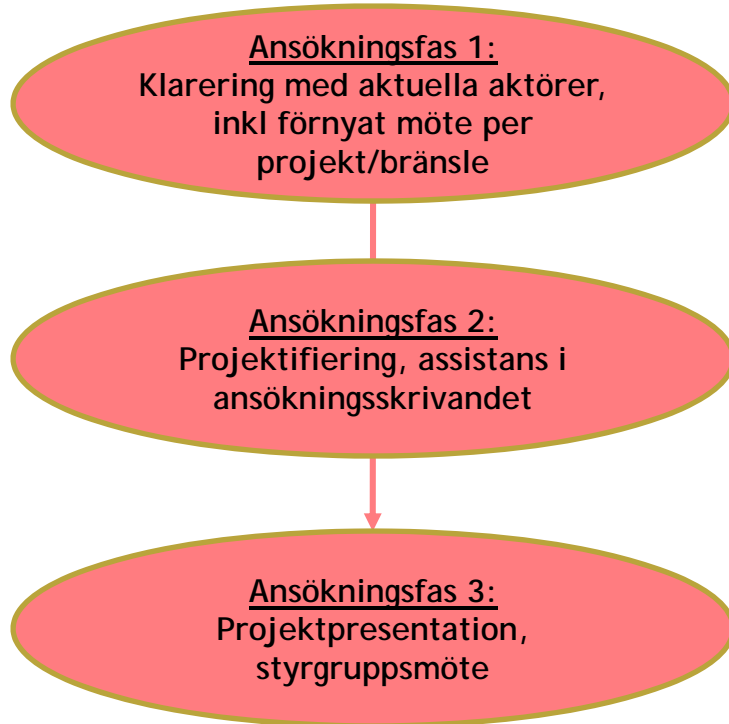 Ansökningsfas 1:
Klarering med aktuella aktörer,
inkl förnyat möte per
projekt/bränsle
Ansökningsfas 2:
Projektifiering, assistans i
ansökningsskrivandet
Ansökningsfas 3:
Projektpresentation,
styrgruppsmöte